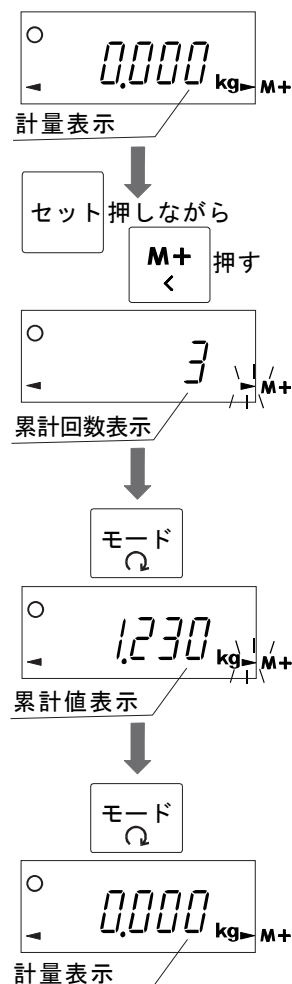 0.000 kg M+
計量表示
セット 押しながら
M+ 押す
<
3 M+
累計回数表示
モード
1.230 kg M+
累計値表示
モード
0.000 kg M+
計量表示